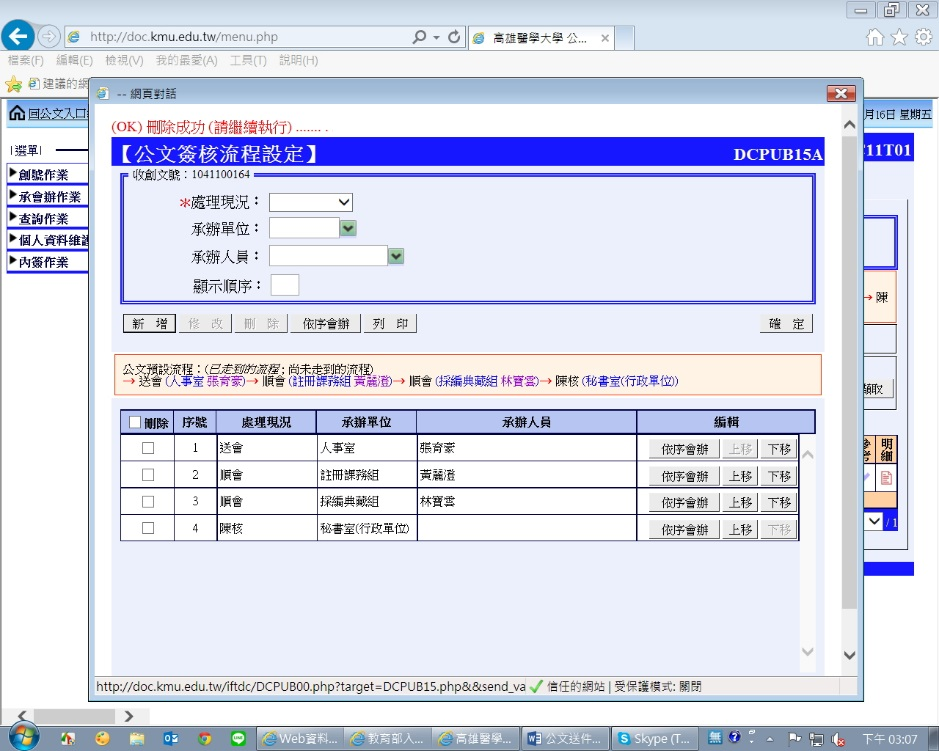 http://doc.kmu.edu.tw/menu.php
高雄醫學大學 公...
檔案(F) 編輯(E) 檢視(V) 我的最愛(A) 工具(T) 說明(H)
建議的網
-- 網頁對話
回公文入口
月16日 星期五
(OK) 刪除成功 (請繼續執行) ....... .
【公文簽核流程設定】 DCPUB15A
11T01
|選單|
創號作業
承會辦作業
查詢作業
個人資料維護
內簽作業
收創文號：1041100164
*處理現況：
承辦單位：
承辦人員：
顯示順序：
新 增 修 改 刪 除 依序會辦 列 印 確 定
→ 陳
公文預設流程：(已走到的流程; 尚未走到的流程)
→ 送會 (人事室 張育蒙)→ 順會 (註冊課務組 黃麗澄)→ 順會 (採編典藏組 林寶雲)→ 陳核 (秘書室(行政單位))
刪除 序號 處理現況 承辦單位 承辦人員 編輯
1 送會 人事室 張育蒙 依序會辦 上移 下移
2 順會 註冊課務組 黃麗澄 依序會辦 上移 下移
3 順會 採編典藏組 林寶雲 依序會辦 上移 下移
4 陳核 秘書室(行政單位) 依序會辦 上移 下移
明細
/ 1
http://doc.kmu.edu.tw/iftdc/DCPUB00.php?target=DCPUB15.php&&send_va
信任的網站 | 受保護模式: 關閉
Web資料...
教育部人...
高雄醫學...
公文送件...
Skype (T...
下午 03:07